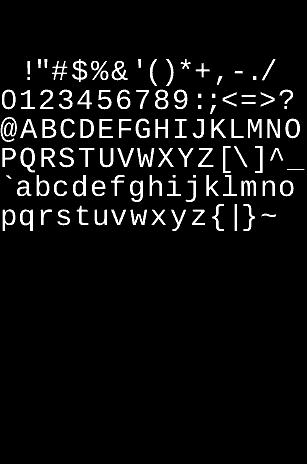 !"#$%&'()*+,-./
0123456789:;<=>?
@ABCDEFGHIJKLMNO
PQRSTUVWXYZ[\]^_
`abcdefghijklmno
pqrstuvwxyz{|}~